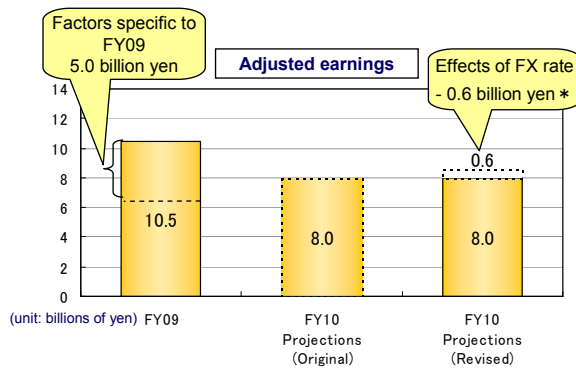 Factors specific to
FY09
5.0 billion yen
Adjusted earnings
Effects of FX rate
- 0.6 billion yen *
14
12
10
8
6
4
2
0
10.5
8.0
0.6
8.0
(unit: billions of yen)
FY09
FY10
Projections
(Original)
FY10
Projections
(Revised)